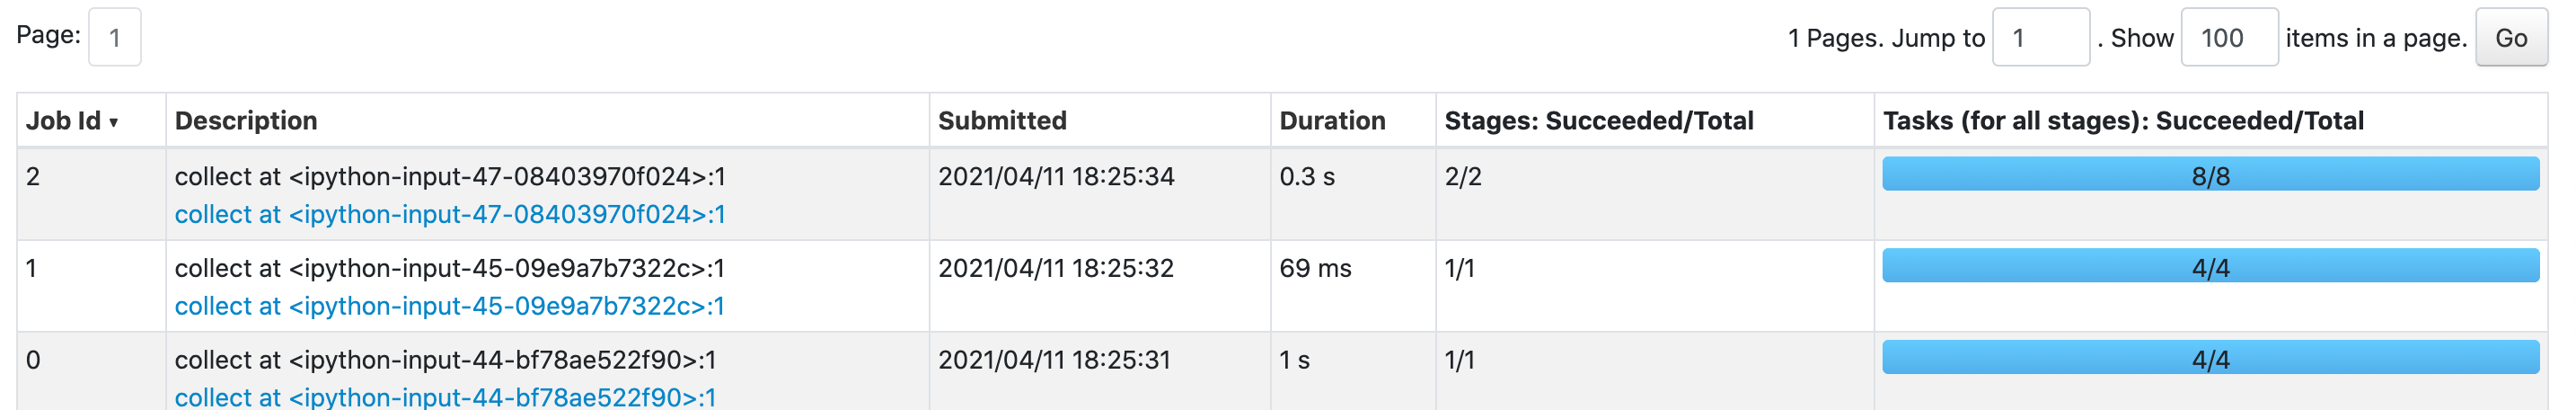 Page: 1
1 Pages. Jump to 1 . Show 100 items in a page. Go
Job Id ▾ Description Submitted Duration Stages: Succeeded/Total Tasks (for all stages): Succeeded/Total
2 collect at <ipython-input-47-08403970f024>:1 2021/04/11 18:25:34 0.3 s 2/2 8/8
collect at <ipython-input-47-08403970f024>:1
1 collect at <ipython-input-45-09e9a7b7322c>:1 2021/04/11 18:25:32 69 ms 1/1 4/4
collect at <ipython-input-45-09e9a7b7322c>:1
0 collect at <ipython-input-44-bf78ae522f90>:1 2021/04/11 18:25:31 1 s 1/1 4/4
collect at <ipython-input-44-bf78ae522f90>:1